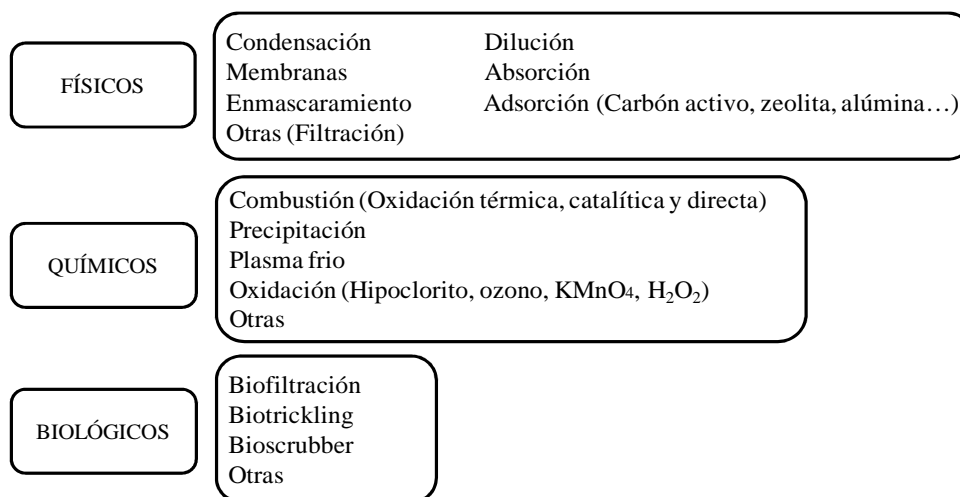 FÍSICOS
Condensación Dilución
Membranas Absorción
Enmascaramiento Adsorción (Carbón activo, zeolita, alúmina…)
Otras (Filtración)
QUÍMICOS
Combustión (Oxidación térmica, catalítica y directa)
Precipitación
Plasma frio
Oxidación (Hipoclorito, ozono, KMnO4, H₂O₂)
Otras
BIOLÓGICOS
Biofiltración
Biotrickling
Bioscrubber
Otras